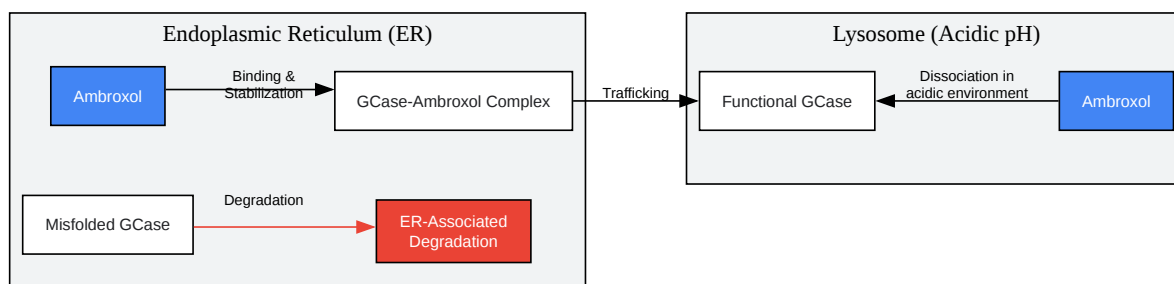 Endoplasmic Reticulum (ER)
Ambroxol
Binding &
Stabilization
GCase-Ambroxol Complex
Trafficking
Misfolded GCase
Degradation
ER-Associated
Degradation
Lysosome (Acidic pH)
Functional GCase
Dissociation in
acidic environment
Ambroxol